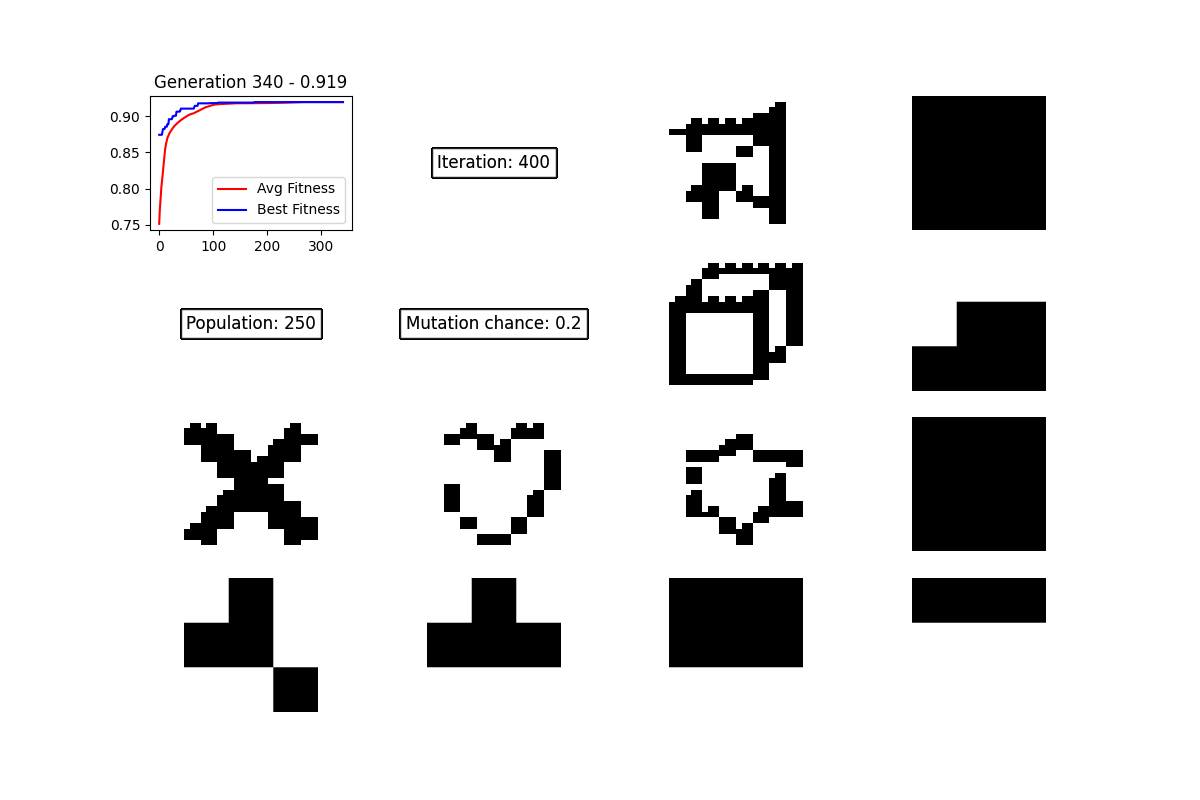 Generation 340 - 0.919
0.90
0.85
0.80
0.75
Avg Fitness
Best Fitness
0 100 200 300
Iteration: 400
Population: 250
Mutation chance: 0.2